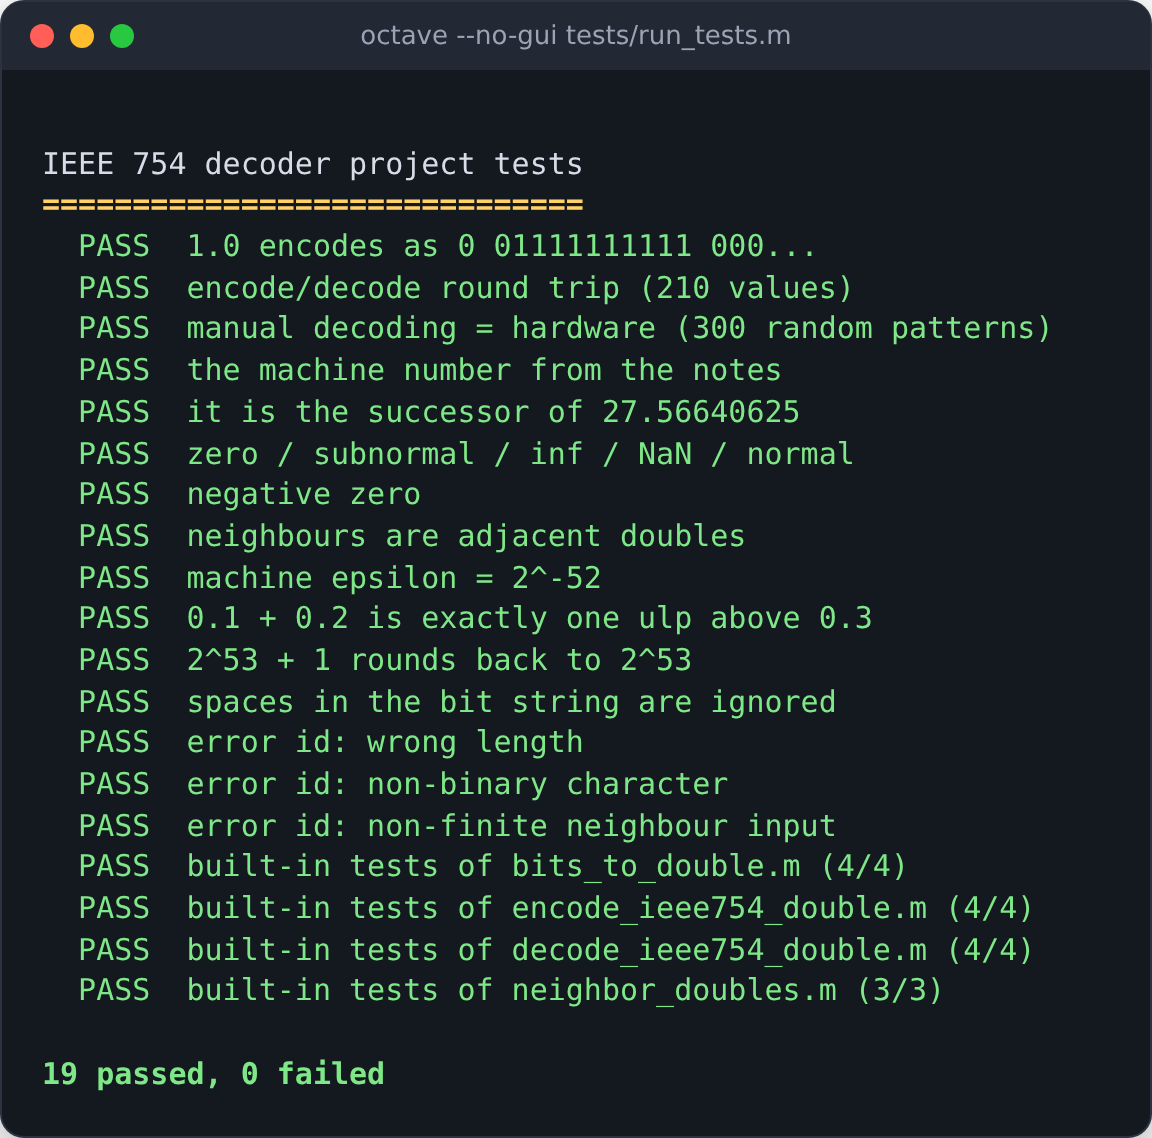 octave --no-gui tests/run_tests.m
IEEE 754 decoder project tests
==============================
PASS  1.0 encodes as 0 01111111111 000...
PASS  encode/decode round trip (210 values)
PASS  manual decoding = hardware (300 random patterns)
PASS  the machine number from the notes
PASS  it is the successor of 27.56640625
PASS  zero / subnormal / inf / NaN / normal
PASS  negative zero
PASS  neighbours are adjacent doubles
PASS  machine epsilon = 2^-52
PASS  0.1 + 0.2 is exactly one ulp above 0.3
PASS  2^53 + 1 rounds back to 2^53
PASS  spaces in the bit string are ignored
PASS  error id: wrong length
PASS  error id: non-binary character
PASS  error id: non-finite neighbour input
PASS  built-in tests of bits_to_double.m (4/4)
PASS  built-in tests of encode_ieee754_double.m (4/4)
PASS  built-in tests of decode_ieee754_double.m (4/4)
PASS  built-in tests of neighbor_doubles.m (3/3)
19 passed, 0 failed